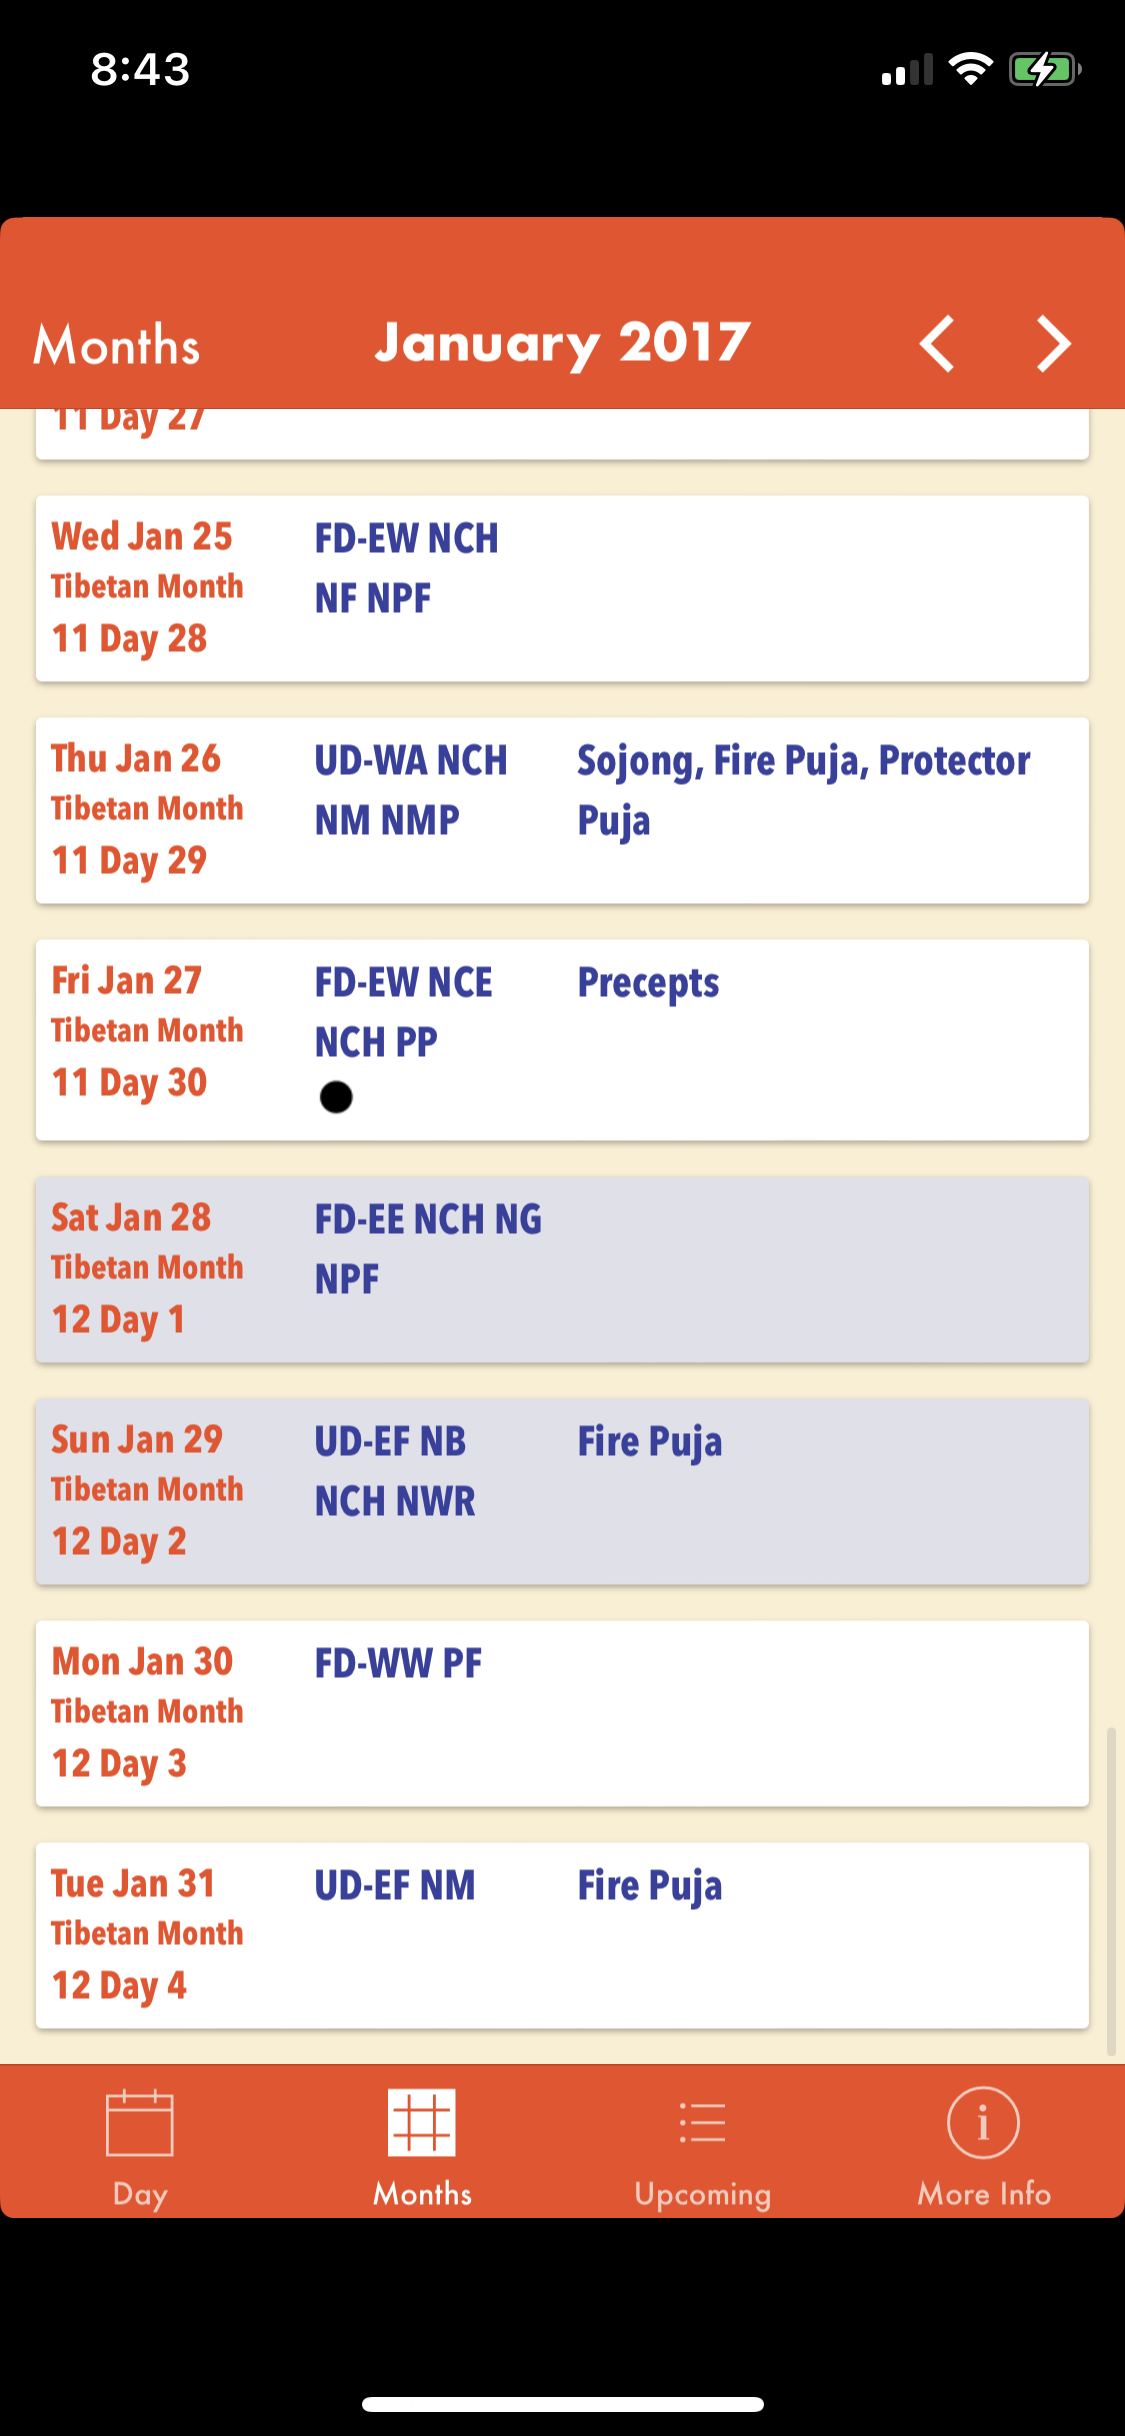 8:43
Months
January 2017
11 Day 27
Wed Jan 25
Tibetan Month
11 Day 28
FD-EW NCH
NF NPF
Thu Jan 26
Tibetan Month
11 Day 29
UD-WA NCH
NM NMP
Sojong, Fire Puja, Protector
Puja
Fri Jan 27
Tibetan Month
11 Day 30
FD-EW NCE
NCH PP
Precepts
Sat Jan 28
Tibetan Month
12 Day 1
FD-EE NCH NG
NPF
Sun Jan 29
Tibetan Month
12 Day 2
UD-EF NB
NCH NWR
Fire Puja
Mon Jan 30
Tibetan Month
12 Day 3
FD-WW PF
Tue Jan 31
Tibetan Month
12 Day 4
UD-EF NM
Fire Puja
Day
Months
Upcoming
More Info